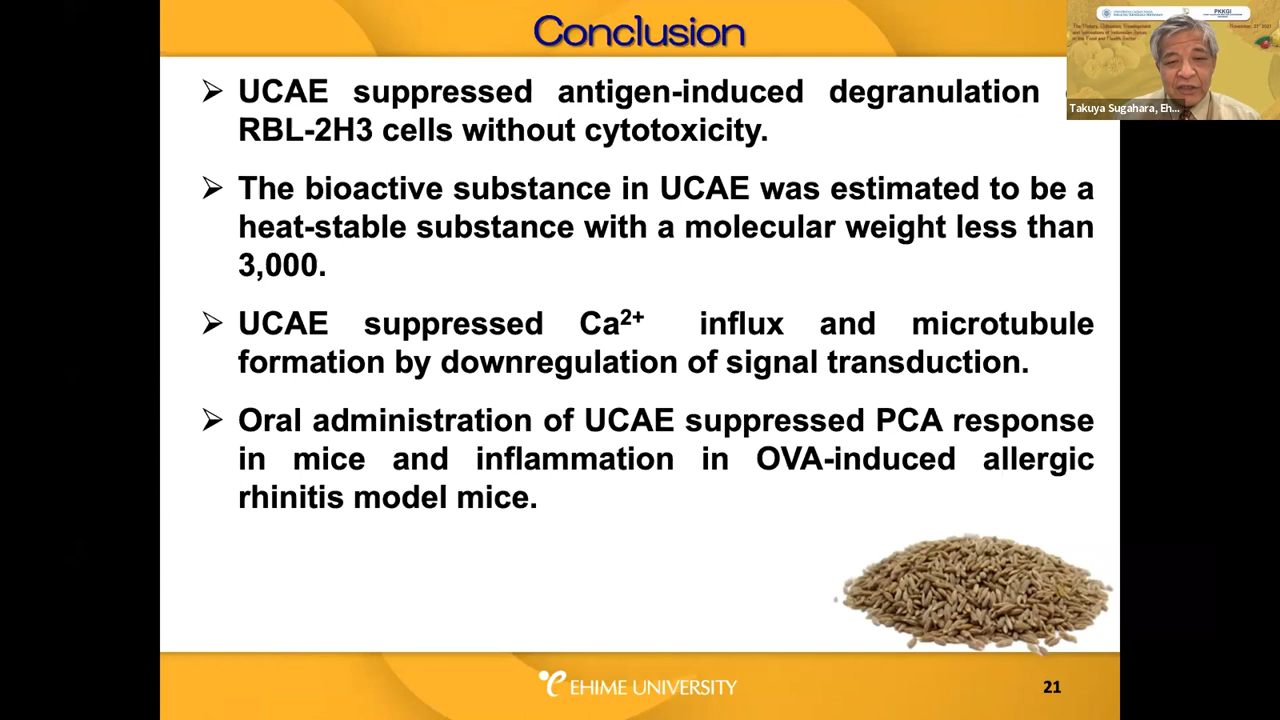 Conclusion
➢ UCAE suppressed antigen-induced degranulation
RBL-2H3 cells without cytotoxicity.
➢ The bioactive substance in UCAE was estimated to be a
heat-stable substance with a molecular weight less than
3,000.
➢ UCAE suppressed Ca²⁺ influx and microtubule
formation by downregulation of signal transduction.
➢ Oral administration of UCAE suppressed PCA response
in mice and inflammation in OVA-induced allergic
rhinitis model mice.
EHIME UNIVERSITY
21
PKKGI
Takuya Sugahara, Eh...